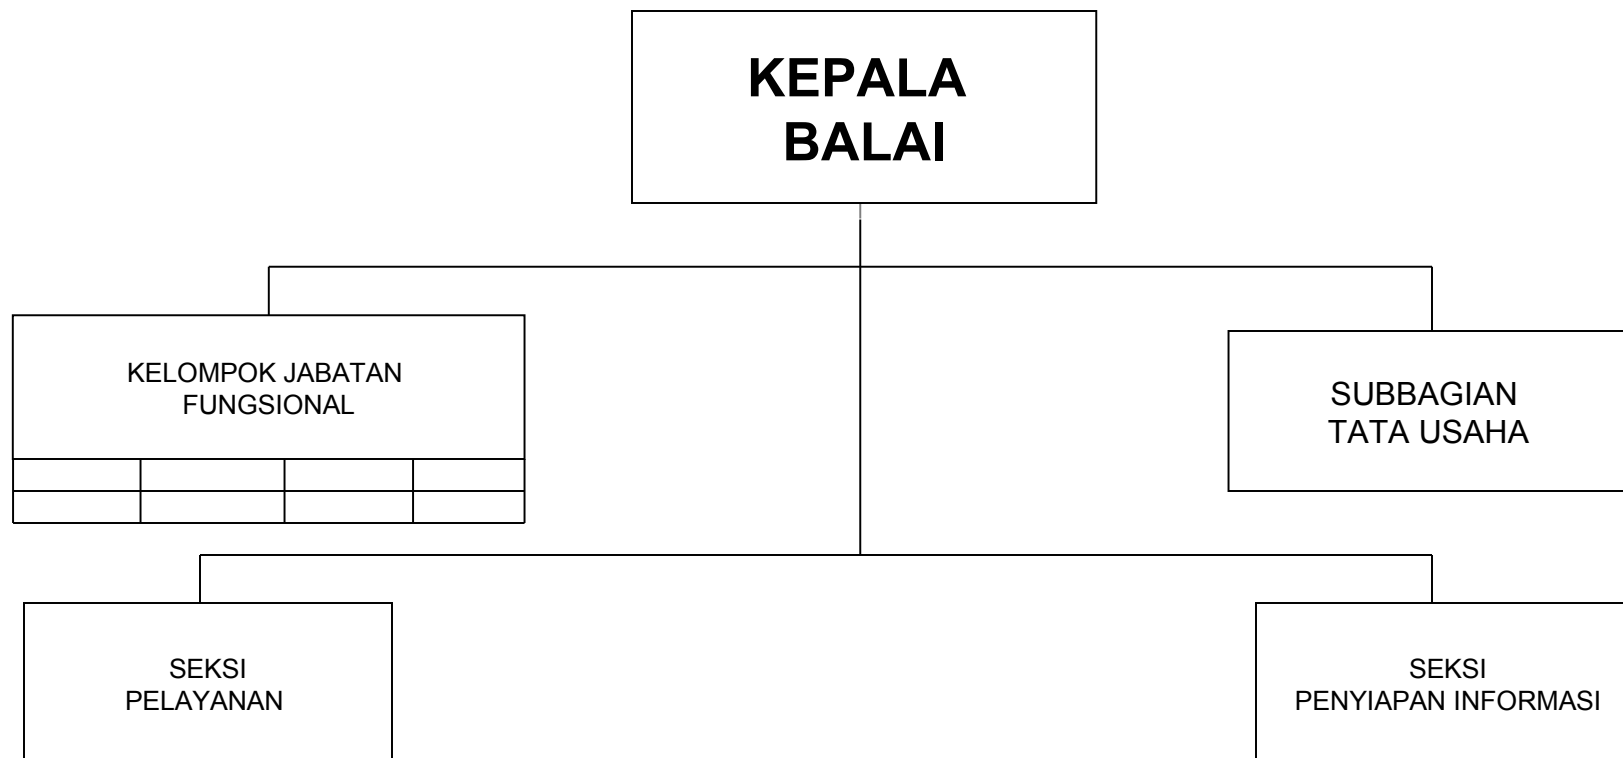 KEPALA
BALAI
KELOMPOK JABATAN
FUNGSIONAL
SUBBAGIAN
TATA USAHA
SEKSI
PELAYANAN
SEKSI
PENYIAPAN INFORMASI